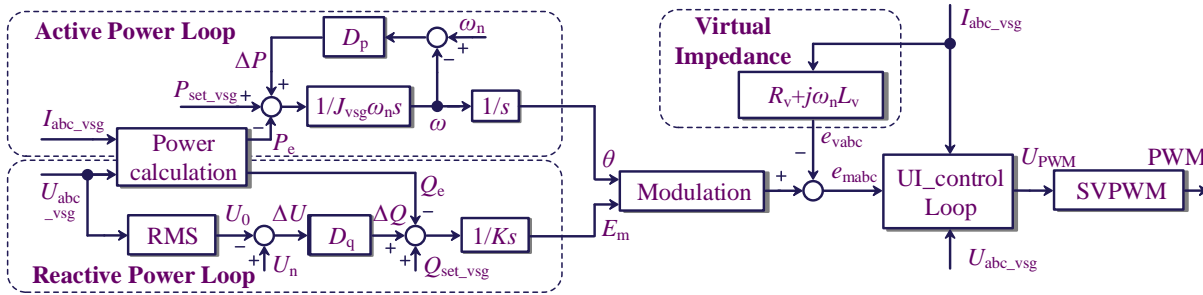 Active Power Loop
ω_n
D_p
+
−
ΔP
+
P_set_vsg
+
−
1/J_vsgω_ns
ω
1/s
I_abc_vsg
P_e
Power
calculation
U_abc
_vsg
Q_e
RMS
U_0
−
+
U_n
ΔU
D_q
ΔQ
−
+
+
Q_set_vsg
1/Ks
Reactive Power Loop
θ
E_m
Modulation
+
−
Virtual
Impedance
R_v+jω_nL_v
e_vabc
e_mabc
I_abc_vsg
UI_control
Loop
U_abc_vsg
U_PWM
SVPWM
PWM